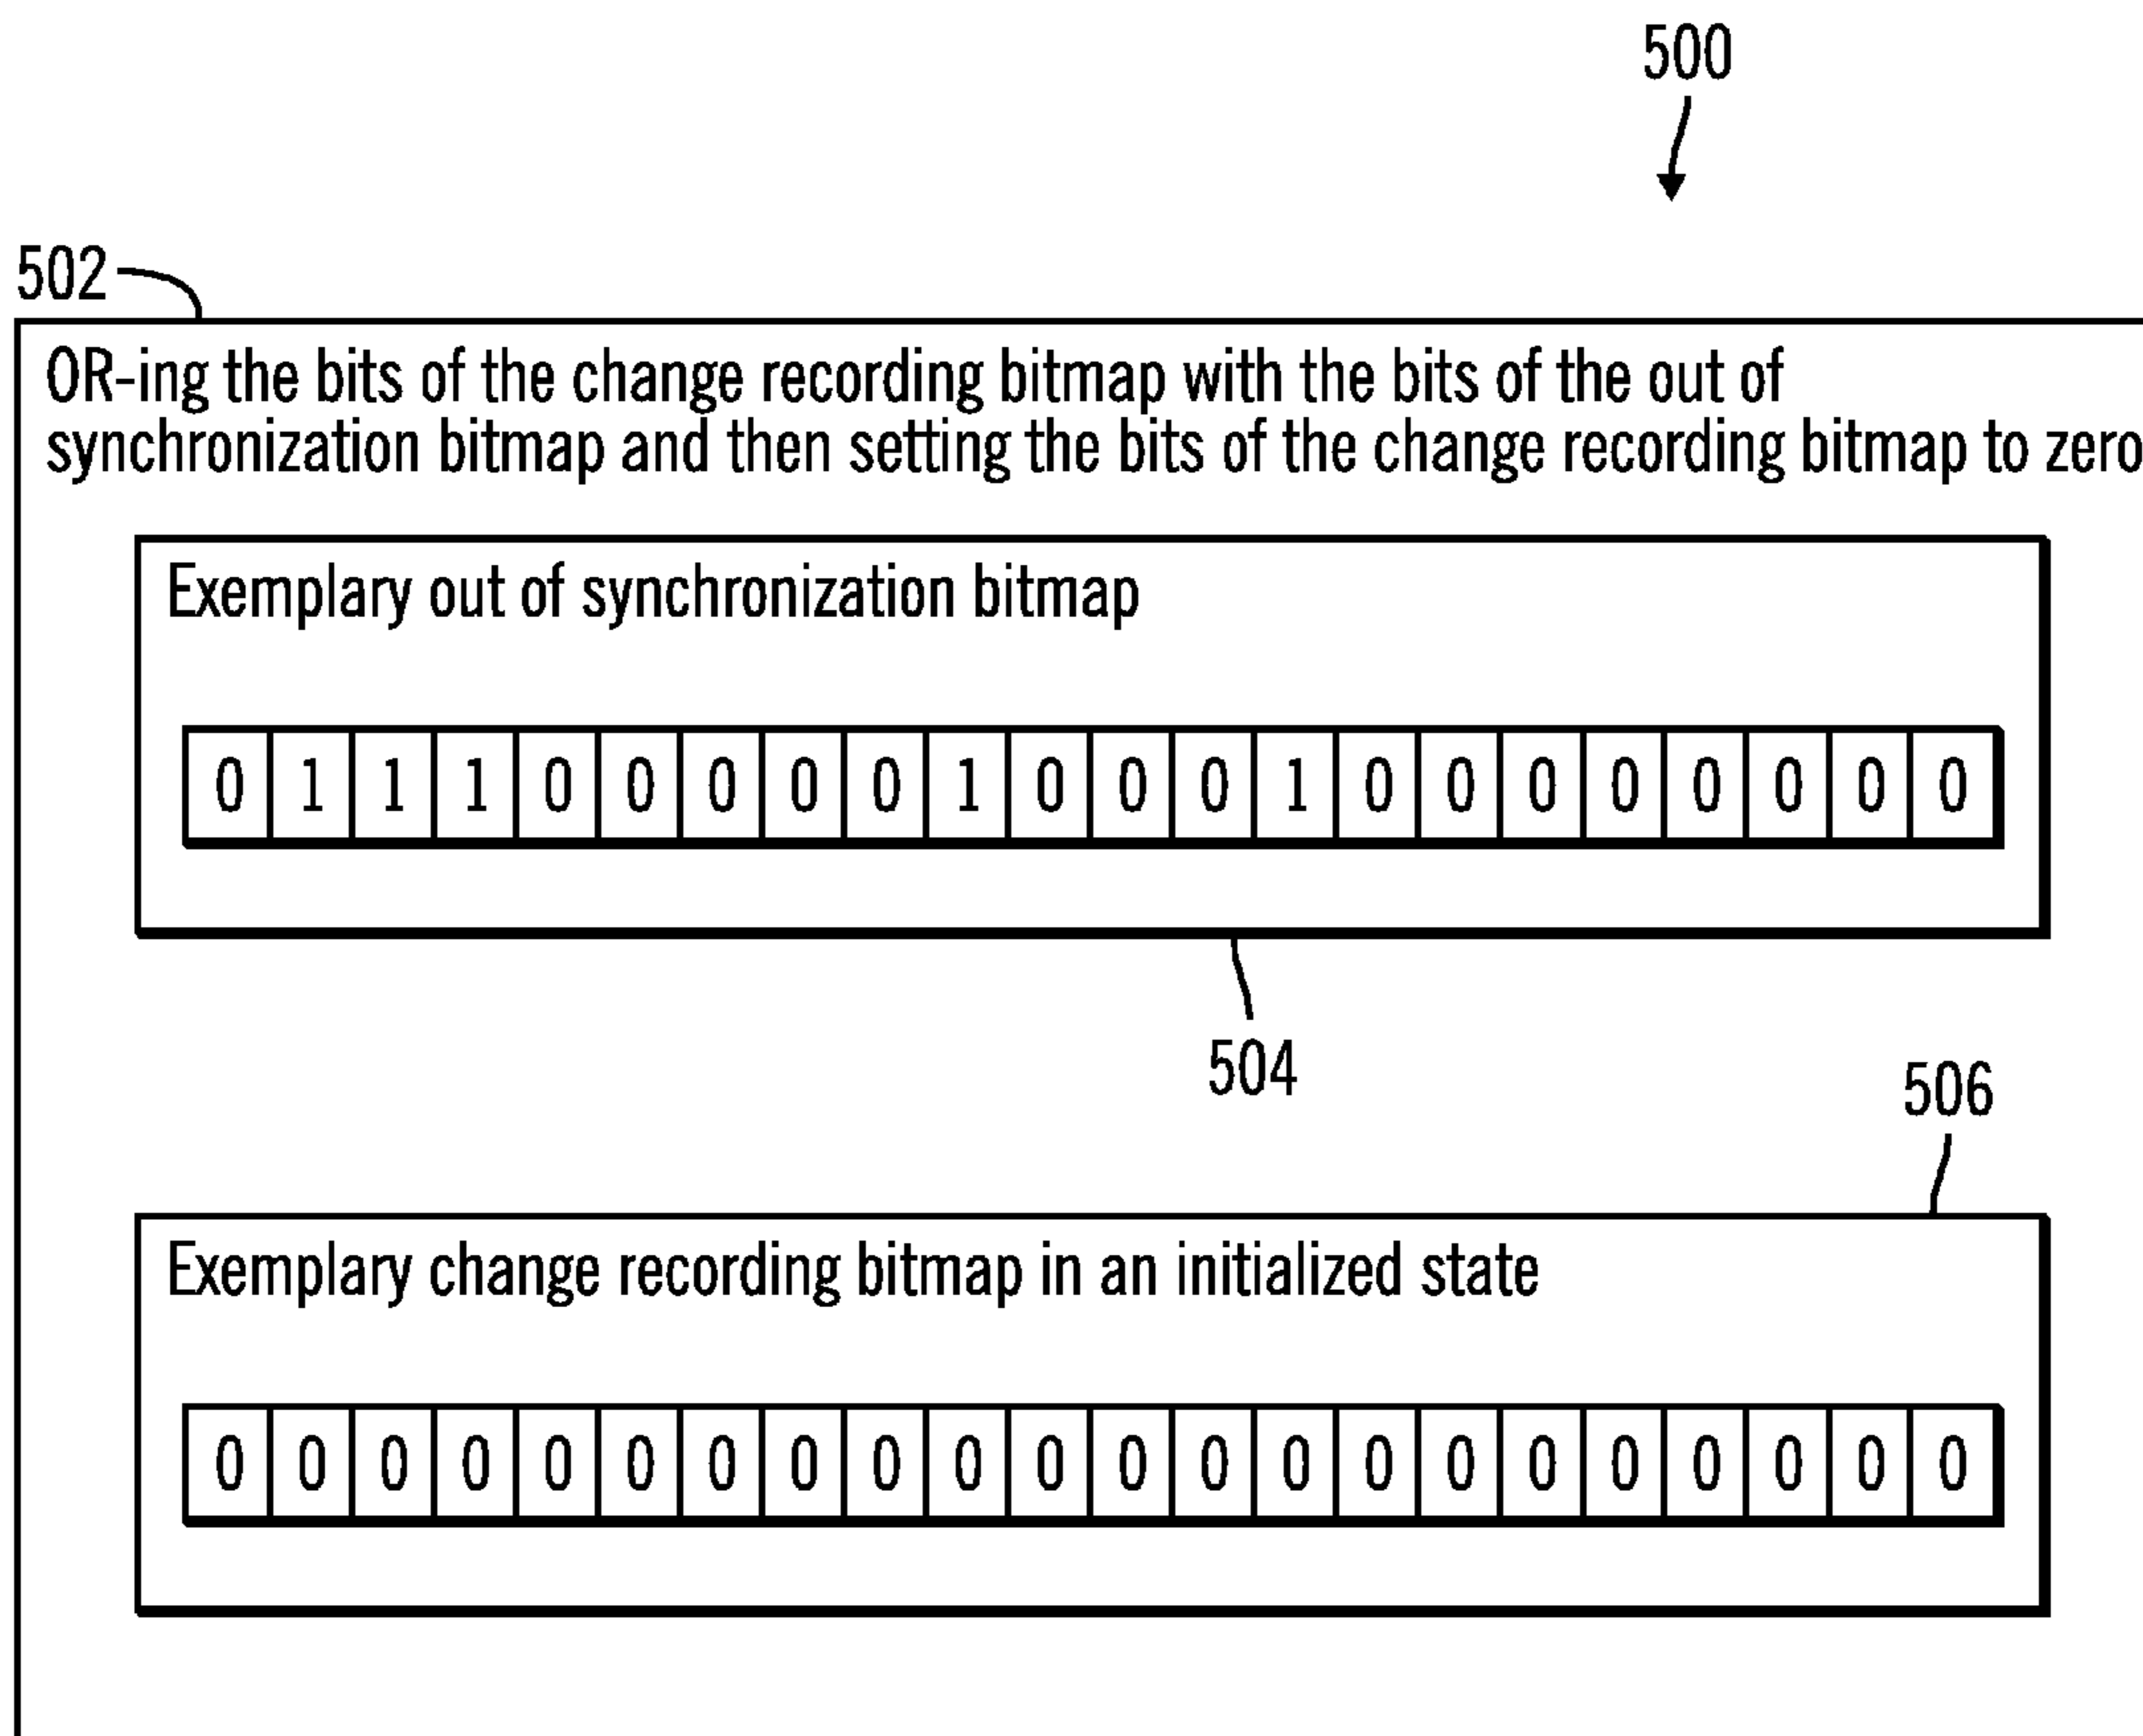 500
502
OR-ing the bits of the change recording bitmap with the bits of the out of
synchronization bitmap and then setting the bits of the change recording bitmap to zero
Exemplary out of synchronization bitmap
0 1 1 1 0 0 0 0 0 1 0 0 0 1 0 0 0 0 0 0 0 0
504
506
Exemplary change recording bitmap in an initialized state
0 0 0 0 0 0 0 0 0 0 0 0 0 0 0 0 0 0 0 0 0 0